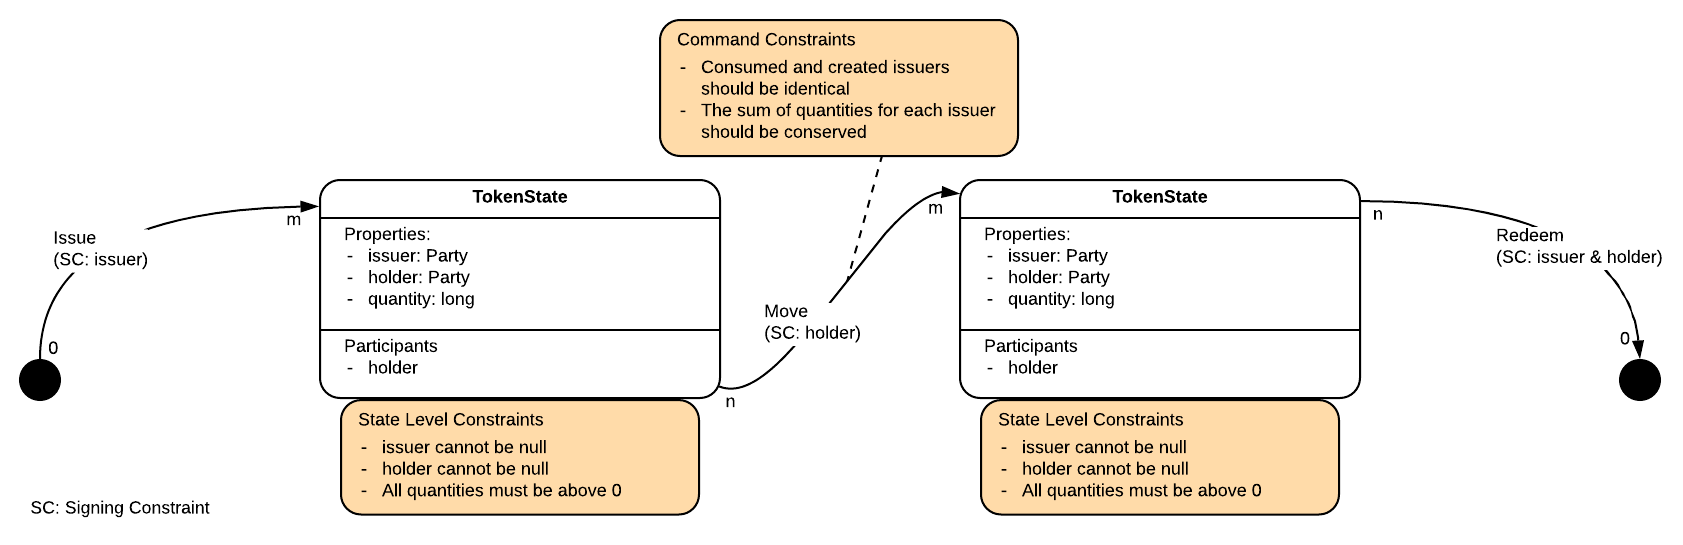 Command Constraints
- Consumed and created issuers
should be identical
- The sum of quantities for each issuer
should be conserved
Issue
(SC: issuer)
0
m
TokenState
Properties:
- issuer: Party
- holder: Party
- quantity: long
Participants
- holder
State Level Constraints
- issuer cannot be null
- holder cannot be null
- All quantities must be above 0
n
Move
(SC: holder)
m
TokenState
Properties:
- issuer: Party
- holder: Party
- quantity: long
Participants
- holder
State Level Constraints
- issuer cannot be null
- holder cannot be null
- All quantities must be above 0
n
Redeem
(SC: issuer & holder)
0
SC: Signing Constraint